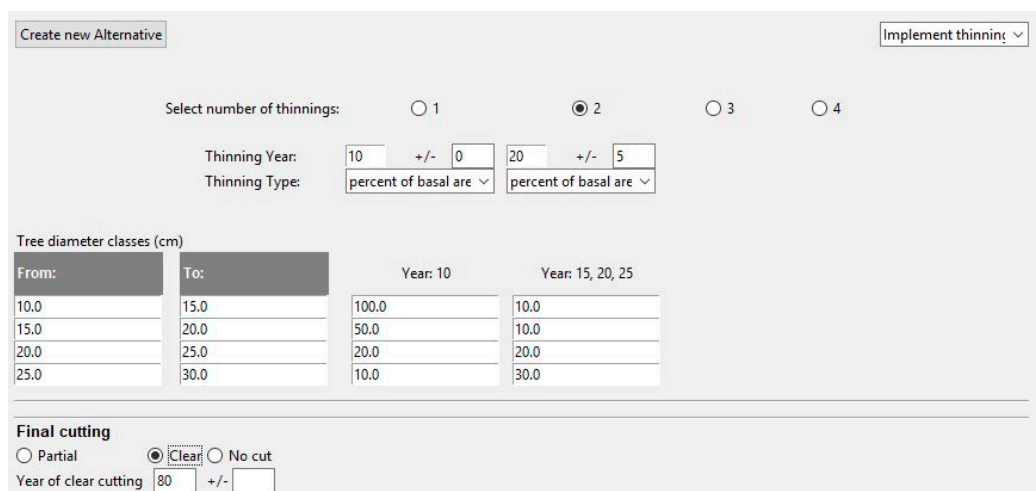 Create new Alternative Implement thinning
Select number of thinnings: 1 2 3 4
Thinning Year: 10 +/- 0 20 +/- 5
Thinning Type: percent of basal are percent of basal are
Tree diameter classes (cm)
From: To: Year: 10 Year: 15, 20, 25
10.0 15.0 100.0 10.0
15.0 20.0 50.0 10.0
20.0 25.0 20.0 20.0
25.0 30.0 10.0 30.0
Final cutting
Partial Clear No cut
Year of clear cutting 80 +/-